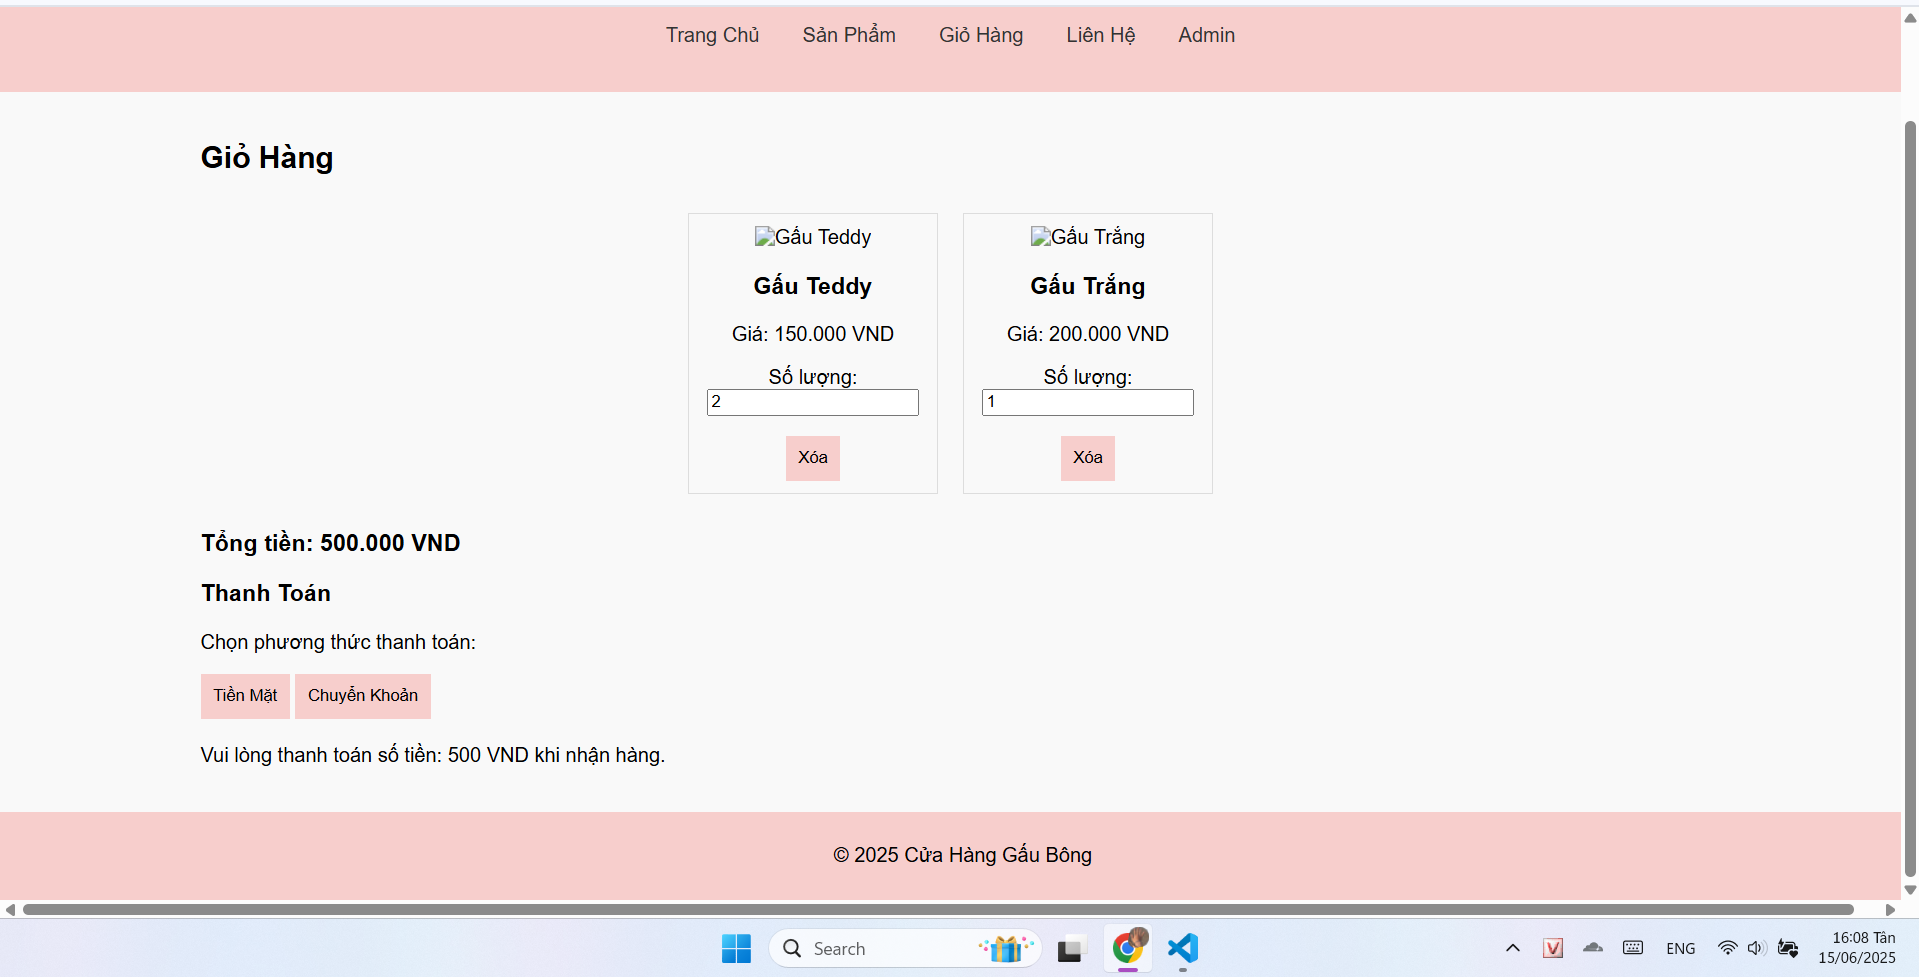 Trang Chủ Sản Phẩm Giỏ Hàng Liên Hệ Admin
Giỏ Hàng
Gấu Teddy
Gấu Teddy
Giá: 150.000 VND
Số lượng:
2
Xóa
Gấu Trắng
Gấu Trắng
Giá: 200.000 VND
Số lượng:
1
Xóa
Tổng tiền: 500.000 VND
Thanh Toán
Chọn phương thức thanh toán:
Tiền Mặt Chuyển Khoản
Vui lòng thanh toán số tiền: 500 VND khi nhận hàng.
© 2025 Cửa Hàng Gấu Bông
Search
V
ENG
16:08 Tân
15/06/2025